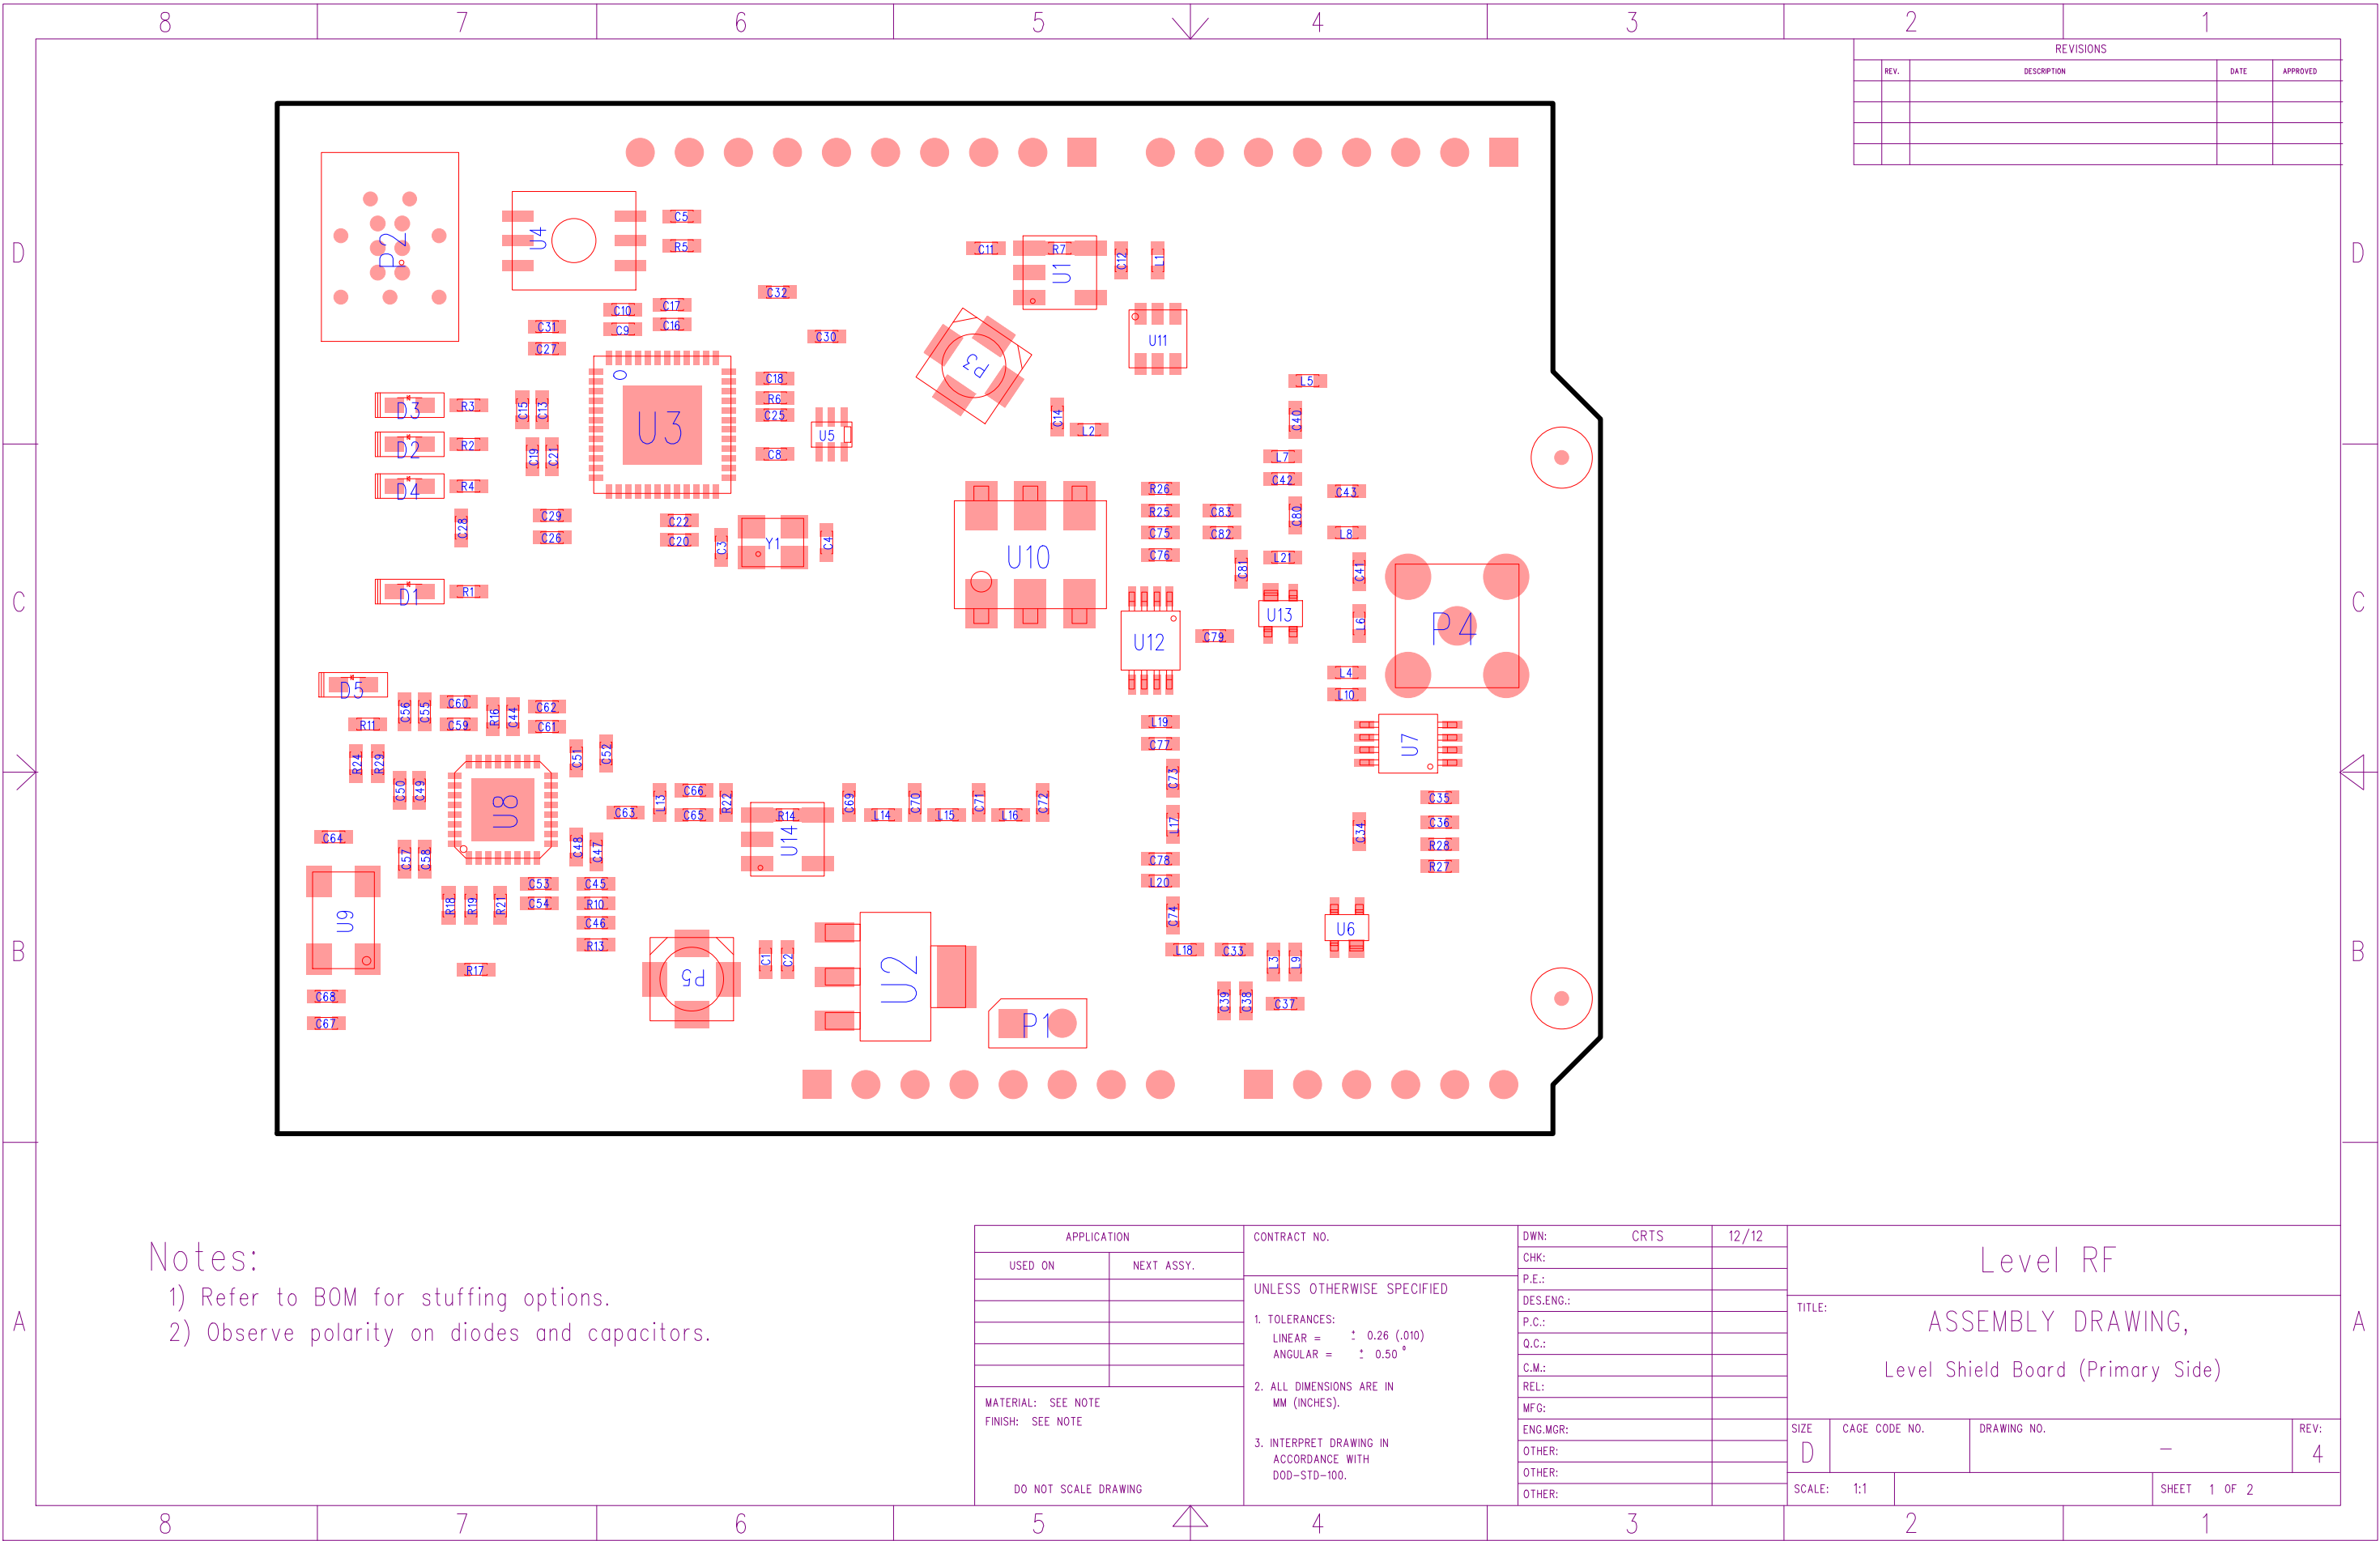 8 7 6 5 4 3 2 1
REVISIONS
REV. DESCRIPTION DATE APPROVED
D D
C C
B B
A A
P2
U4
C5
R5
C11
R7
U1
C12
L1
C32
C17
C10
C16
C9
C31
C27
C30
U11
P3
C18
R6
C25
C8
U5
L5
D3
R3
C15
C13
U3
C14
L2
C40
D2
R2
C19
C21
L7
C42
C43
D4
R4
R26
R25
C75
C76
C83
C82
C80
L8
C28
C29
C26
C22
C20
C3
Y1
C4
U10
C81
L21
C41
D1
R1
U13
U12
C79
L6
P4
L4
L10
D5
C56
C55
C60
C59
R16
C44
C62
C61
R11
L19
C77
U7
R24
R29
C51
C52
C50
C49
U8
C63
L13
C66
C65
R22
R14
U14
C69
L14
C70
L15
C71
L16
C72
C73
L17
C35
C36
R28
R27
C34
C64
C57
C58
C48
C47
C78
L20
C53
C54
C45
R10
C46
R13
R18
R19
R21
U9
C74
U6
R17
P5
C1
C2
U2
L18
C33
L3
L9
C68
C67
P1
C39
C38
C37
Notes:
1) Refer to BOM for stuffing options.
2) Observe polarity on diodes and capacitors.
APPLICATION
USED ON NEXT ASSY.
MATERIAL: SEE NOTE
FINISH: SEE NOTE
DO NOT SCALE DRAWING
CONTRACT NO.
UNLESS OTHERWISE SPECIFIED
1. TOLERANCES:
LINEAR = ± 0.26 (.010)
ANGULAR = ± 0.50 °
2. ALL DIMENSIONS ARE IN
MM (INCHES).
3. INTERPRET DRAWING IN
ACCORDANCE WITH
DOD-STD-100.
DWN: CRTS 12/12
CHK:
P.E.:
DES.ENG.:
P.C.:
Q.C.:
C.M.:
REL:
MFG:
ENG.MGR:
OTHER:
OTHER:
OTHER:
Level RF
TITLE:
ASSEMBLY DRAWING,
Level Shield Board (Primary Side)
SIZE CAGE CODE NO. DRAWING NO. REV:
D – 4
SCALE: 1:1 SHEET 1 OF 2
8 7 6 5 4 3 2 1